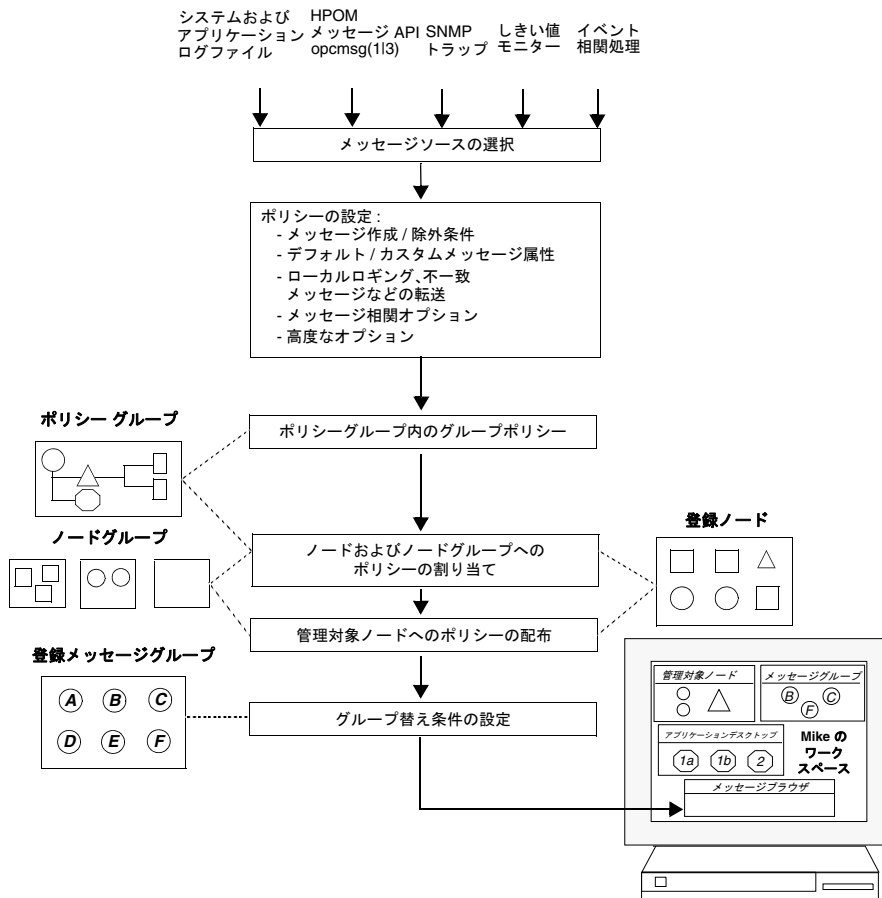 システムおよび
アプリケーション
ログファイル
HPOM
メッセージ API
opcmsg(1|3)
SNMP
トラップ
しきい値
モニター
イベント
相関処理
メッセージソースの選択
ポリシーの設定 :
- メッセージ作成 / 除外条件
- デフォルト / カスタムメッセージ属性
- ローカルロギング、不一致
メッセージなどの転送
- メッセージ相関オプション
- 高度なオプション
ポリシー グループ
ポリシーグループ内のグループポリシー
ノードグループ
ノードおよびノードグループへの
ポリシーの割り当て
登録ノード
管理対象ノードへのポリシーの配布
登録メッセージグループ
A B C
D E F
グループ替え条件の設定
管理対象ノード
メッセージグループ
B C
F
アプリケーションデスクトップ
1a 1b 2
Mike の
ワーク
スペース
メッセージブラウザ